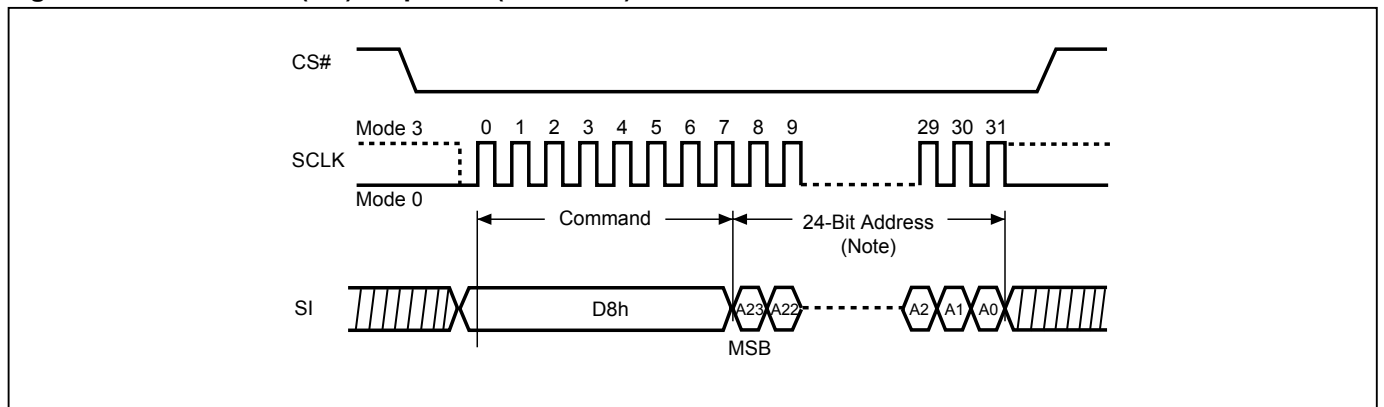 CS#
Mode 3
0 1 2 3 4 5 6 7 8 9 29 30 31
SCLK
Mode 0
Command
24-Bit Address
(Note)
SI
D8h
A23 A22
A2 A1 A0
MSB